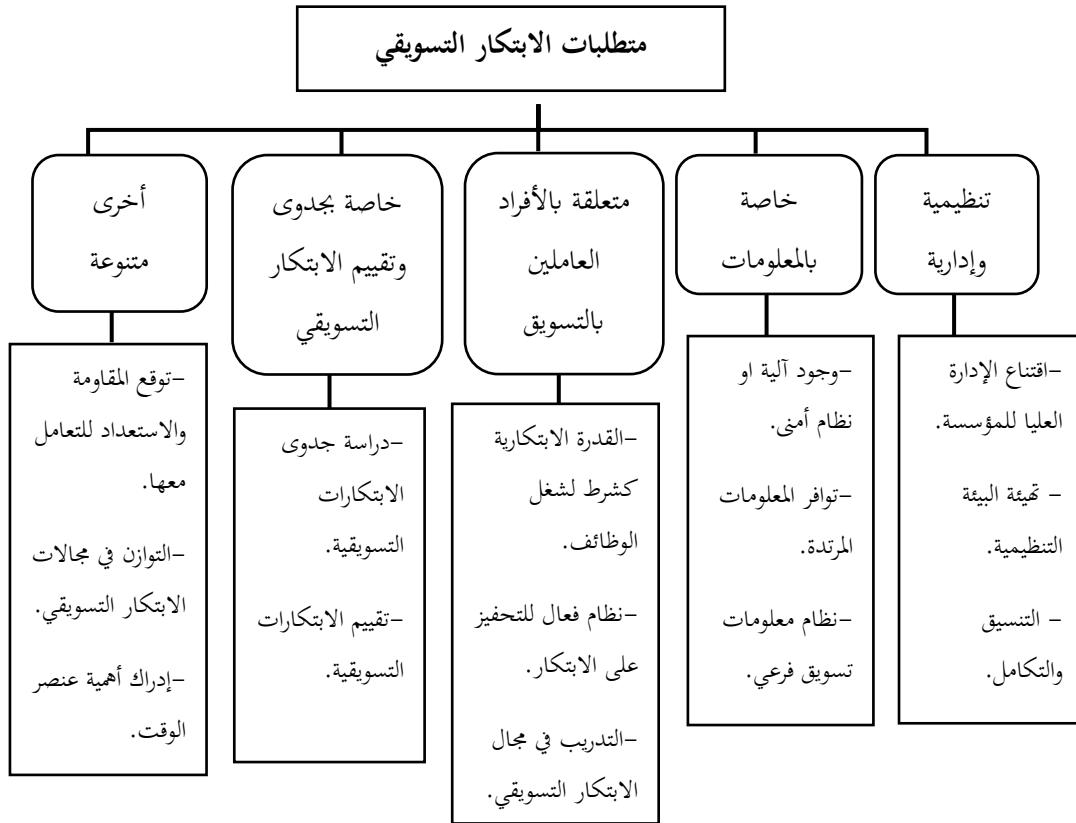 متطلبات الابتكار التسويقي
تنظيمية
وإدارية
خاصة
بالمعلومات
متعلقة بالأفراد
العاملين
بالتسويق
خاصة بجدوى
وتقييم الابتكار
التسويقي
أخرى
متنوعة
-اقتناع الإدارة
العليا للمؤسسة.
- تهيئة البيئة
التنظيمية.
- التنسيق
والتكامل.
-وجود آلية او
نظام أمنى.
-توافر المعلومات
المرتدة.
-نظام معلومات
تسويق فرعي.
-القدرة الابتكارية
كشرط لشغل
الوظائف.
-نظام فعال للتحفيز
على الابتكار.
-التدريب في مجال
الابتكار التسويقي.
-دراسة جدوى
الابتكارات
التسويقية.
-تقييم الابتكارات
التسويقية.
-توقع المقاومة
والاستعداد للتعامل
معها.
-التوازن في مجالات
الابتكار التسويقي.
-إدراك أهمية عنصر
الوقت.